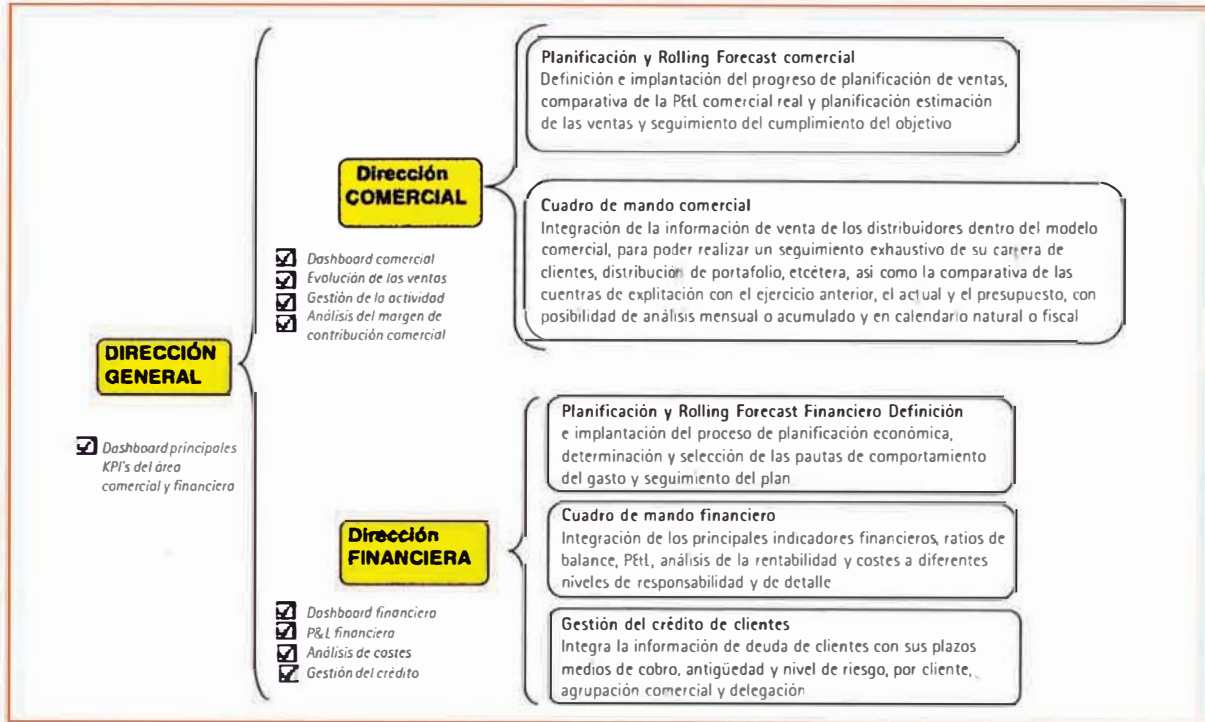 DIRECCIÓN
GENERAL
Dashboard principales
KPI's del área
comercial y financiera
Dirección
COMERCIAL
Dashboard comercial
Evolución de las ventas
Gestión de la actividad
Análisis del margen de
contribución comercial
Planificación y Rolling Forecast comercial
Definición e implantación del progreso de planificación de ventas,
comparativa de la P&L comercial real y planificación estimación
de las ventas y seguimiento del cumplimiento del objetivo
Cuadro de mando comercial
Integración de la información de venta de los distribuidores dentro del modelo
comercial, para poder realizar un seguimiento exhaustivo de su cartera de
clientes, distribución de portafolio, etcétera, asi como la comparativa de las
cuentras de explitación con el ejercicio anterior, el actual y el presupuesto, con
posibilidad de análisis mensual o acumulado y en calendario natural o fiscal
Dirección
FINANCIERA
Dashboard financiero
P&L financiera
Análisis de costes
Gestión del crédito
Planificación y Rolling Forecast Financiero Definición
e implantación del proceso de planificación económica,
determinación y selección de las pautas de comportamiento
del gasto y seguimiento del plan
Cuadro de mando financiero
Integración de los principales indicadores financieros, ratios de
balance, P&L, análisis de la rentabilidad y costes a diferentes
niveles de responsabilidad y de detalle
Gestión del crédito de clientes
Integra la información de deuda de clientes con sus plazos
medios de cobro, antigüedad y nivel de riesgo, por cliente,
agrupación comercial y delegación